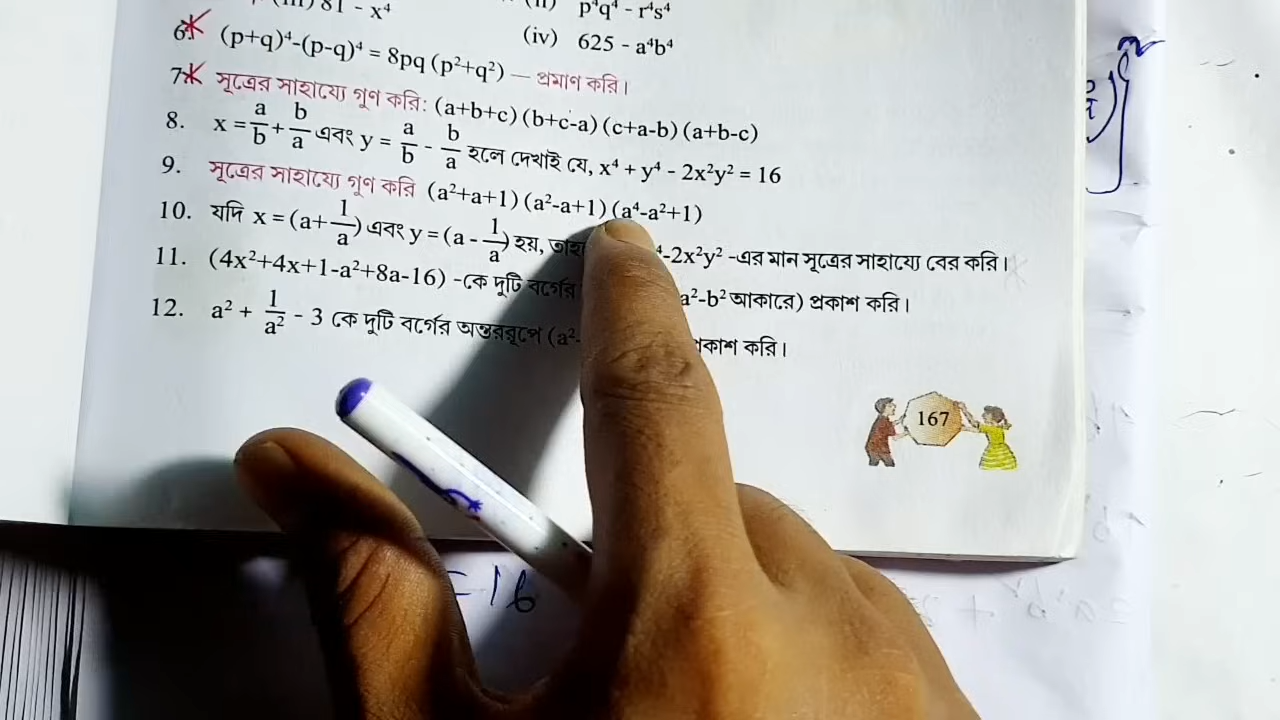 (iii) 81 - x⁴ (ii) p⁴q⁴ - r⁴s⁴
6. (p+q)⁴-(p-q)⁴ = 8pq (p²+q²) — প্রমাণ করি। (iv) 625 - a⁴b⁴
7. সূত্রের সাহায্যে গুণ করি: (a+b+c) (b+c-a) (c+a-b) (a+b-c)
8. x = a/b + b/a এবং y = a/b - b/a হলে দেখাই যে, x⁴ + y⁴ - 2x²y² = 16
9. সূত্রের সাহায্যে গুণ করি (a²+a+1) (a²-a+1) (a⁴-a²+1)
10. যদি x = (a+1/a) এবং y = (a - 1/a) হয়, -2x²y² -এর মান সূত্রের সাহায্যে বের করি।
11. (4x²+4x+1-a²+8a-16) -কে দুটি বর্গের a²-b² আকারে) প্রকাশ করি।
12. a² + 1/a² - 3 কে দুটি বর্গের অন্তররূপে (a²- করি।
167
= 16